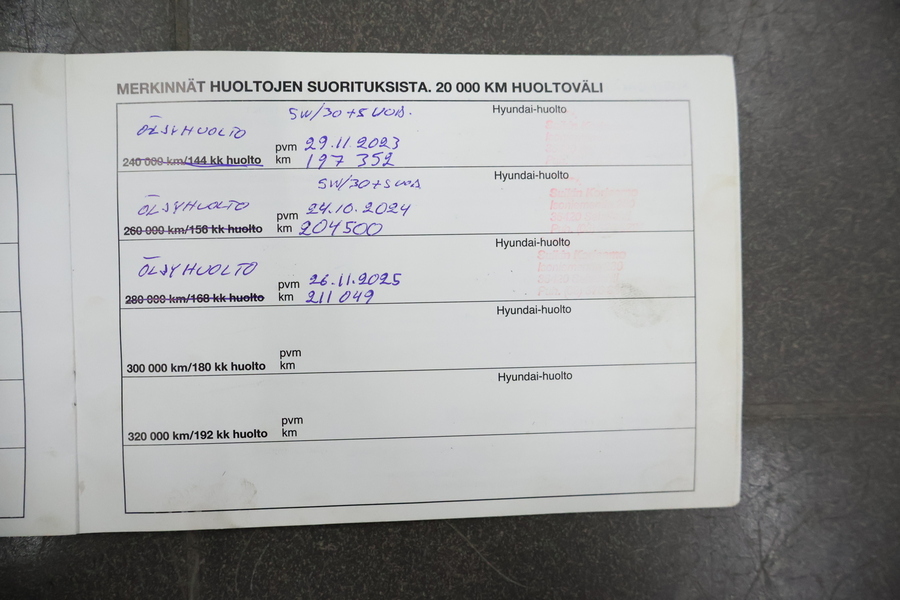 MERKINNÄT HUOLTOJEN SUORITUKSISTA. 20 000 KM HUOLTOVÄLI
5W/30 + SUOD. Hyundai-huolto
ÖLJYHUOLTO
pvm 29.11.2023
240 000 km/144 kk huolto km 197 352
5W/30 + SUOD Hyundai-huolto
ÖLJYHUOLTO
pvm 24.10.2024
260 000 km/156 kk huolto km 204500
Hyundai-huolto
ÖLJYHUOLTO
pvm 26.11.2025
280 000 km/168 kk huolto km 211 049
Hyundai-huolto
pvm
300 000 km/180 kk huolto km
Hyundai-huolto
pvm
320 000 km/192 kk huolto km